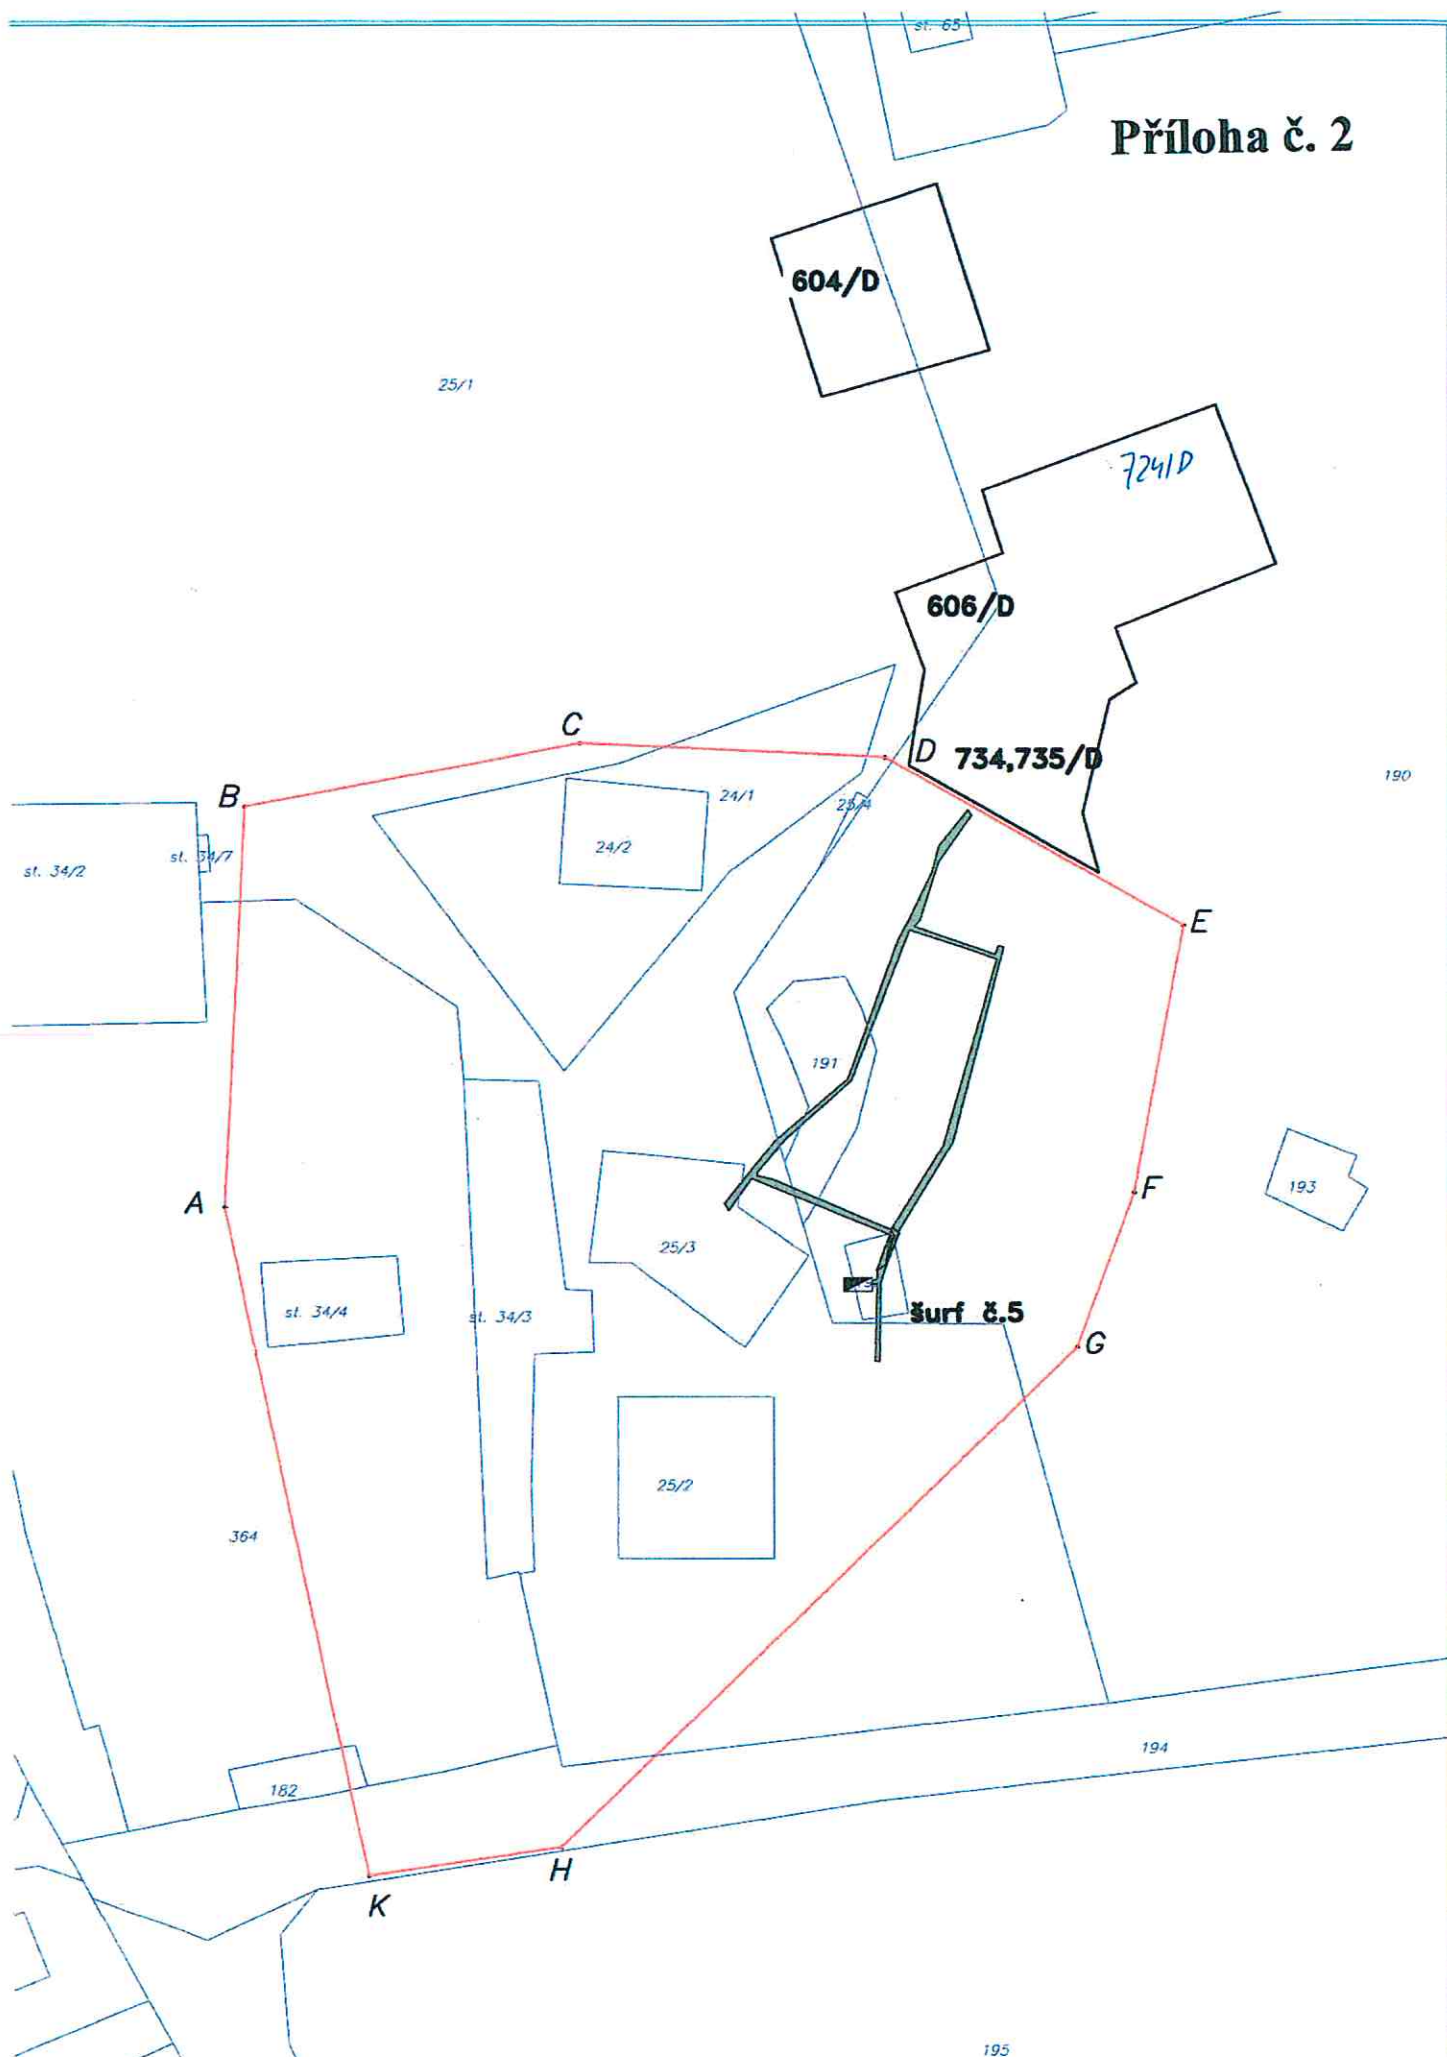 st. 65
Příloha č. 2
604/D
25/1
724/D
606/D
C
D
734,735/D
190
B
24/1
25/4
24/2
st. 34/7
st. 34/2
E
191
A
F
193
25/3
st. 34/4
st. 34/3
šurf č.5
G
25/2
364
194
182
H
K
195